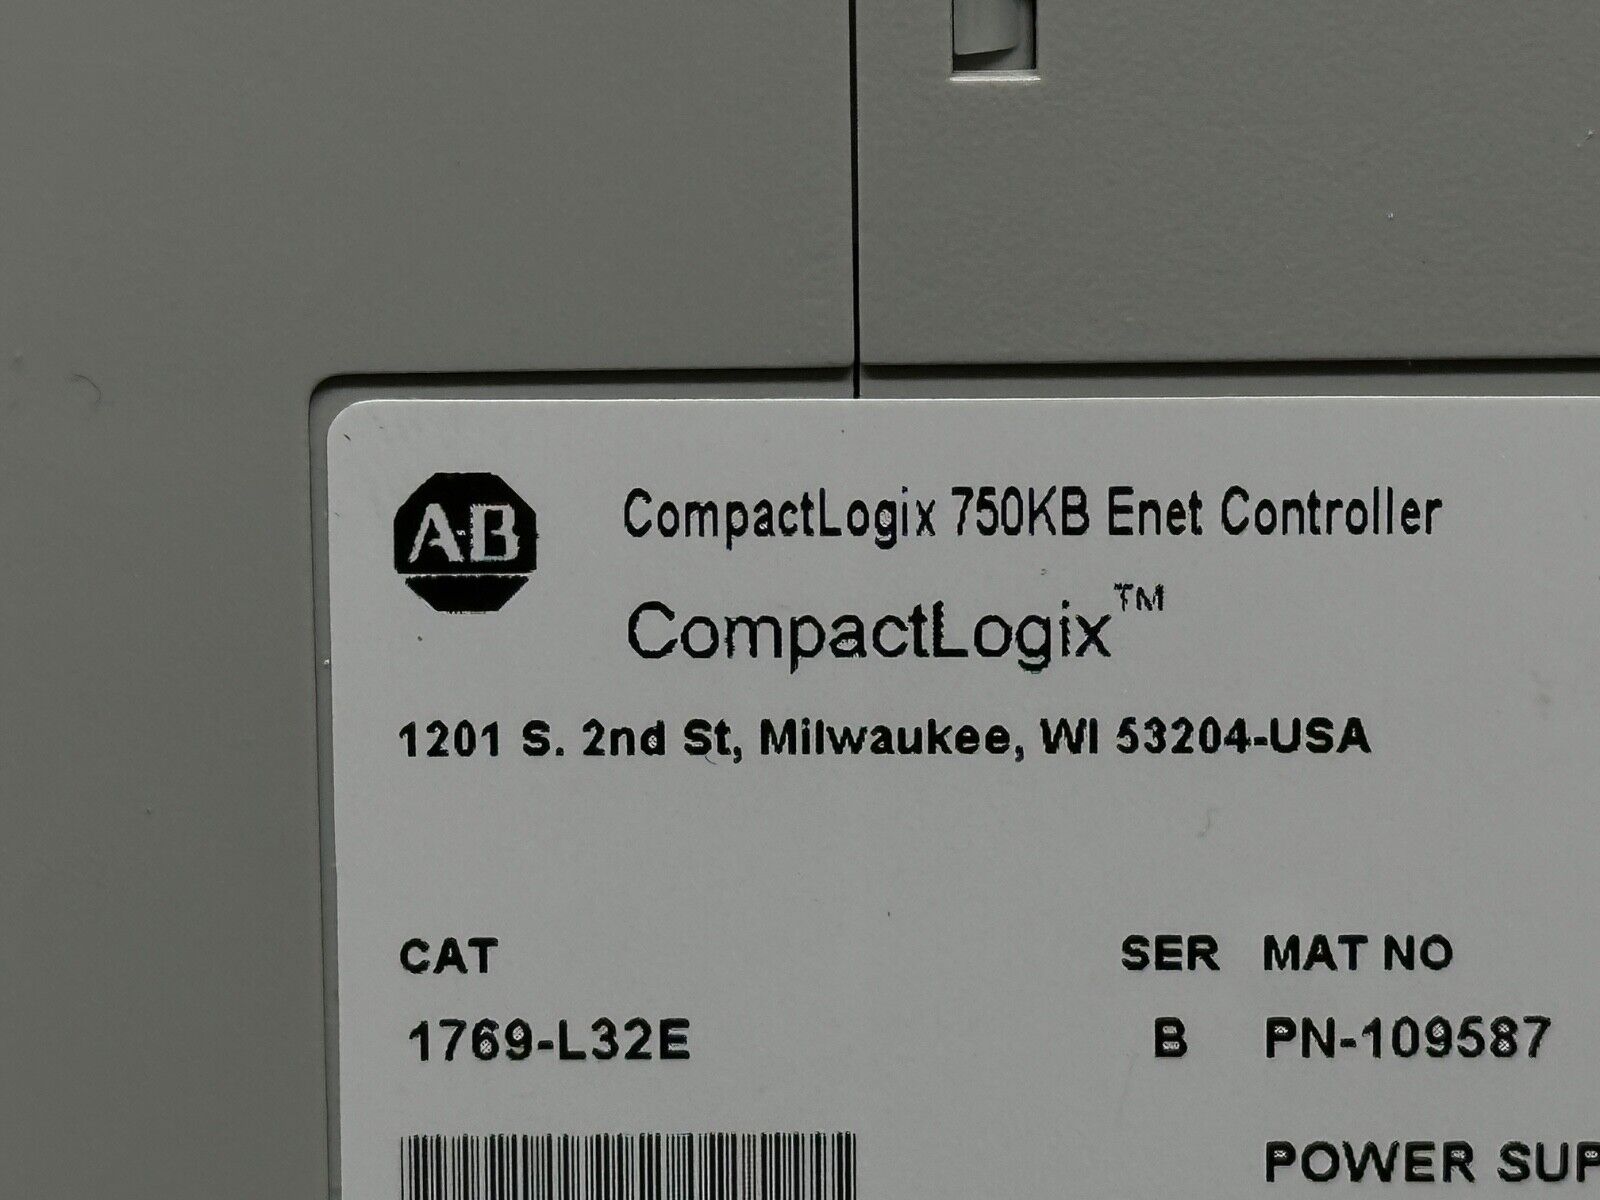 AB
CompactLogix 750KB Enet Controller
CompactLogix™
1201 S. 2nd St, Milwaukee, WI 53204-USA
CAT SER MAT NO
1769-L32E B PN-109587
POWER SUP